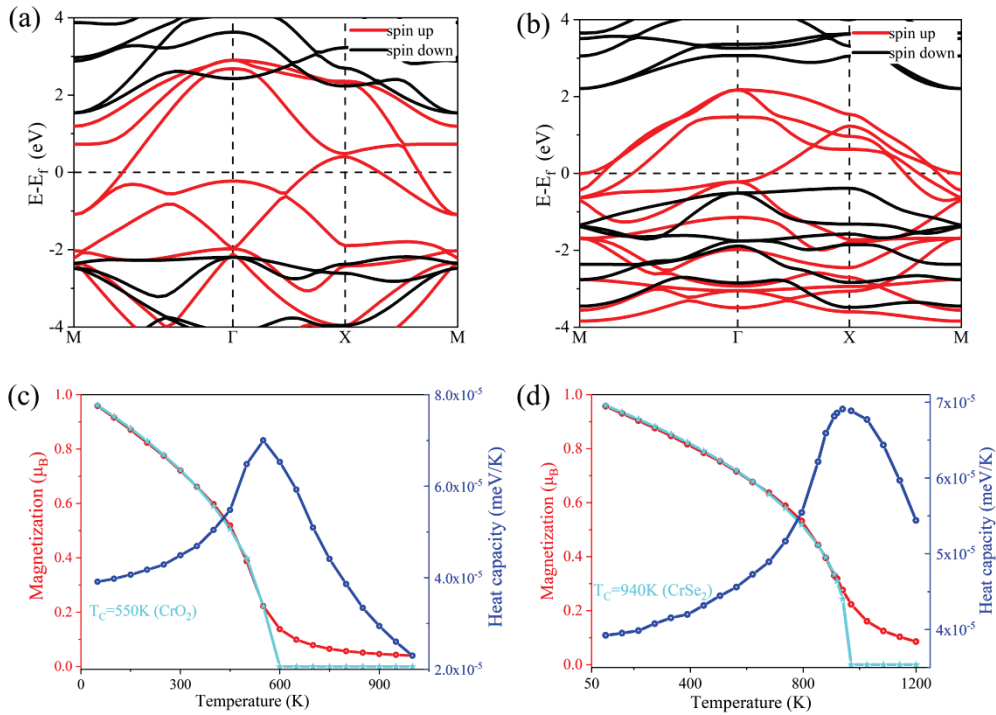 (a)
4
2
0
-2
-4
E-E_f (eV)
spin up
spin down
M Γ X M
(b)
4
2
0
-2
-4
E-E_f (eV)
spin up
spin down
M Γ X M
(c)
1.0
0.8
0.6
0.4
0.2
0.0
Magnetization (μ_B)
T_C=550K (CrO₂)
8.0x10⁻⁵
6.0x10⁻⁵
4.0x10⁻⁵
2.0x10⁻⁵
Heat capacity (meV/K)
0 300 600 900
Temperature (K)
(d)
1.0
0.8
0.6
0.4
0.2
0.0
Magnetization (μ_B)
T_C=940K (CrSe₂)
7x10⁻⁵
6x10⁻⁵
5x10⁻⁵
4x10⁻⁵
Heat capacity (meV/K)
50 400 800 1200
Temperature (K)